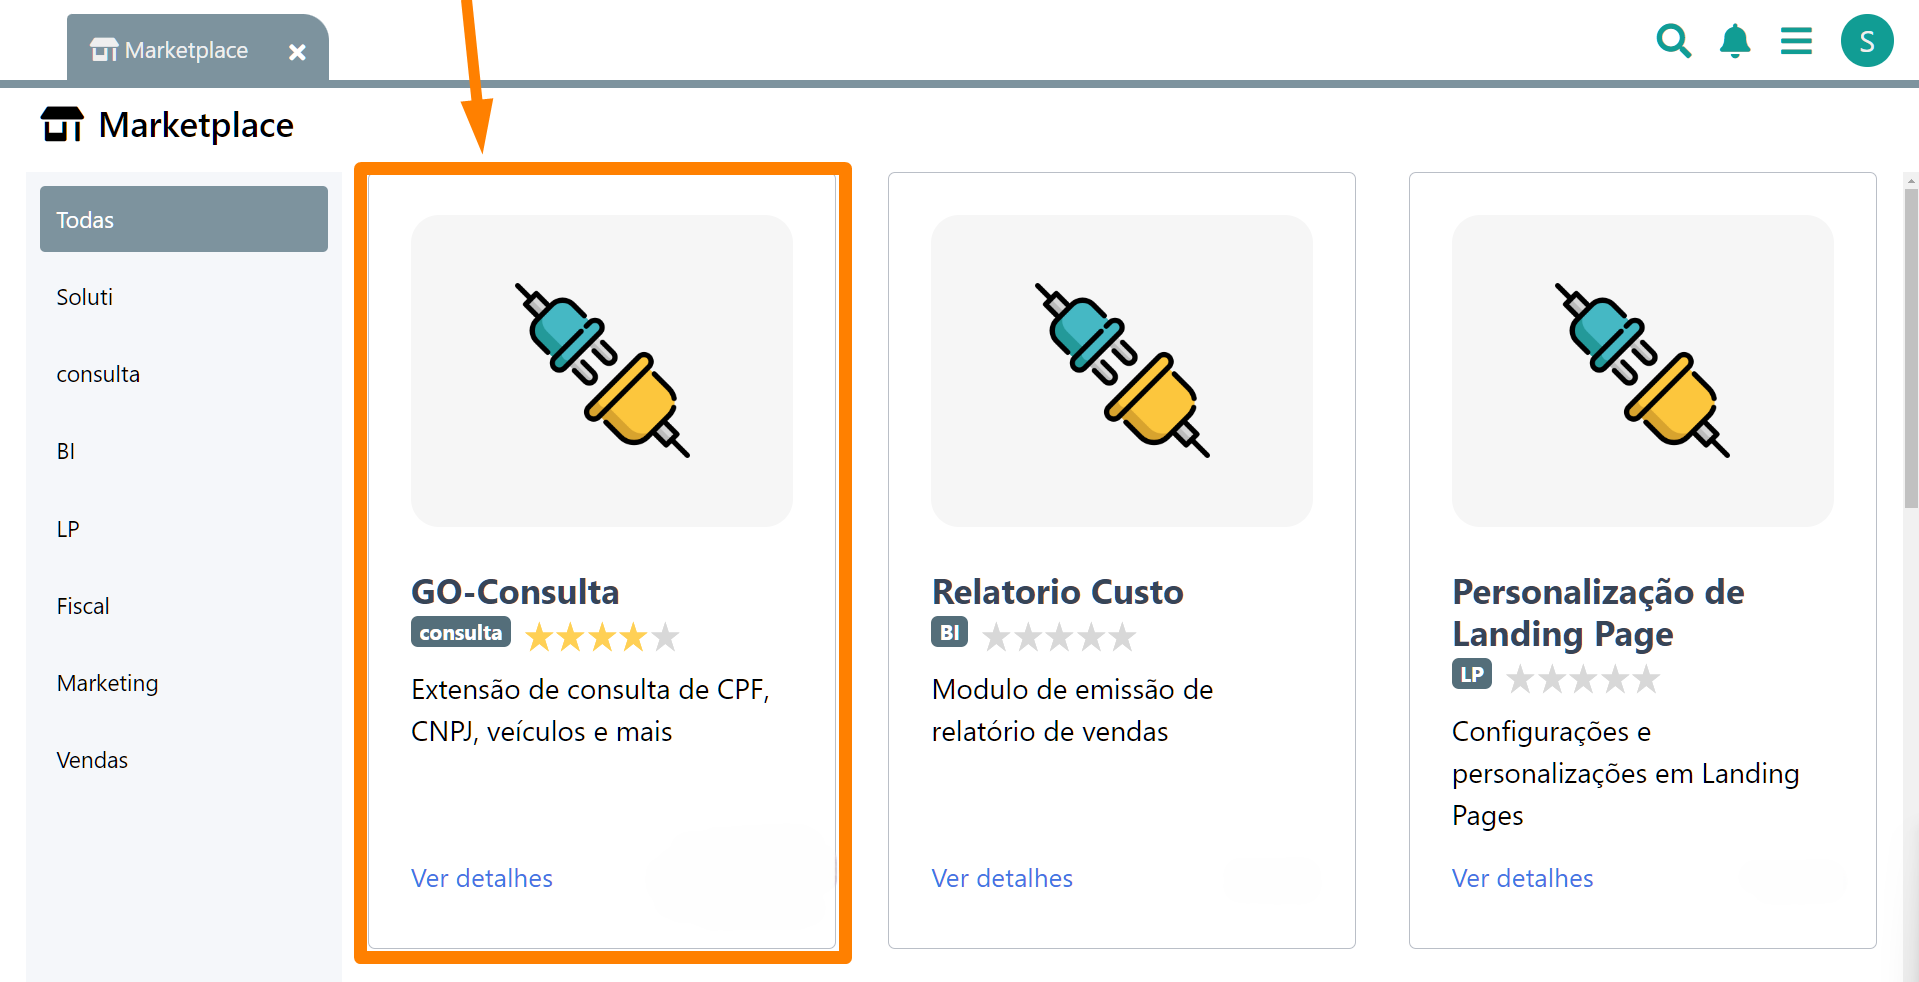 Marketplace
S
Marketplace
Todas
Soluti
consulta
BI
LP
Fiscal
Marketing
Vendas
GO-Consulta
consulta
Extensão de consulta de CPF,
CNPJ, veículos e mais
Ver detalhes
Relatorio Custo
BI
Modulo de emissão de
relatório de vendas
Ver detalhes
Personalização de
Landing Page
LP
Configurações e
personalizações em Landing
Pages
Ver detalhes